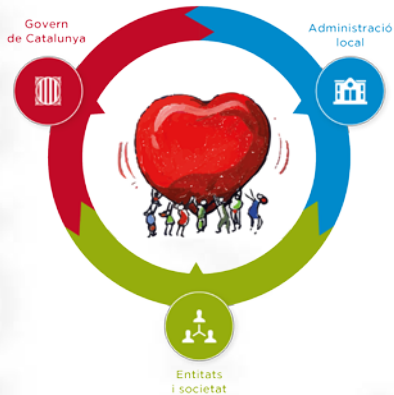 Govern
de Catalunya
Administració
local
Entitats
i societat